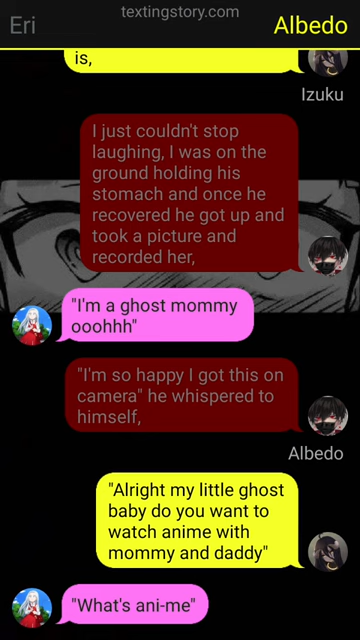 textingstory.com
Eri
Albedo
is,
Izuku
I just couldn't stop
laughing, I was on the
ground holding his
stomach and once he
recovered he got up and
took a picture and
recorded her,
"I'm a ghost mommy
ooohhh"
"I'm so happy I got this on
camera" he whispered to
himself,
Albedo
"Alright my little ghost
baby do you want to
watch anime with
mommy and daddy"
"What's ani-me"